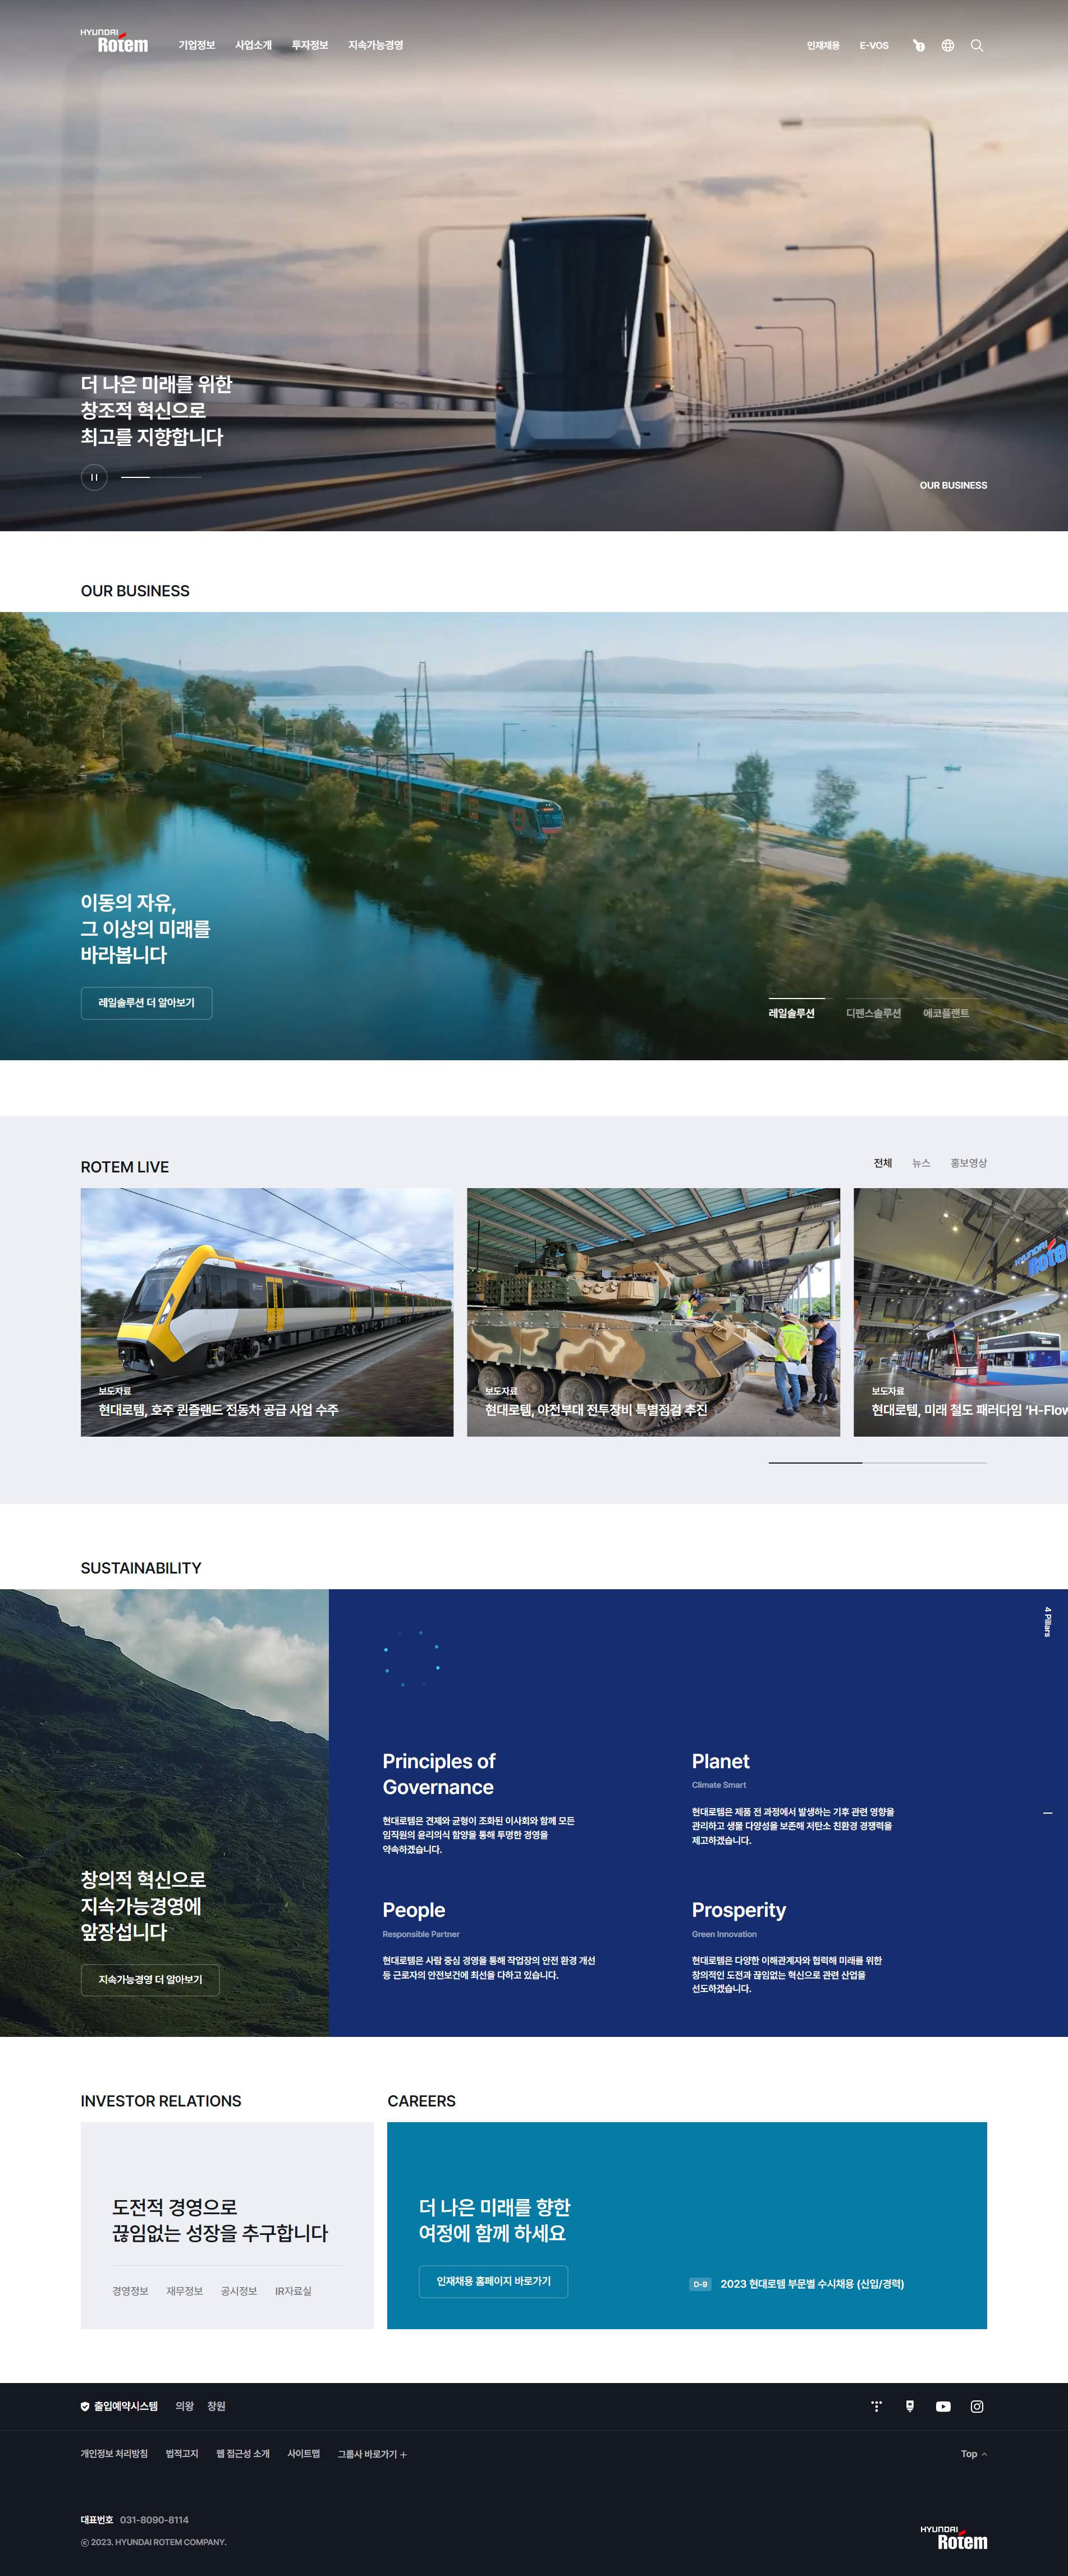 HYUNDAI
Rotem
기업정보 사업소개 투자정보 지속가능경영
인재채용 E-VOS
더 나은 미래를 위한
창조적 혁신으로
최고를 지향합니다
OUR BUSINESS
OUR BUSINESS
이동의 자유,
그 이상의 미래를
바라봅니다
레일솔루션 더 알아보기
레일솔루션 디펜스솔루션 에코플랜트
ROTEM LIVE
전체 뉴스 홍보영상
보도자료
현대로템, 호주 퀸즐랜드 전동차 공급 사업 수주
보도자료
현대로템, 야전부대 전투장비 특별점검 추진
HYUNDAI
보도자료
현대로템, 미래 철도 패러다임 ‘H-Flow
SUSTAINABILITY
4 Pillars
창의적 혁신으로
지속가능경영에
앞장섭니다
지속가능경영 더 알아보기
Principles of
Governance
현대로템은 견제와 균형이 조화된 이사회와 함께 모든
임직원의 윤리의식 함양을 통해 투명한 경영을
약속하겠습니다.
Planet
Climate Smart
현대로템은 제품 전 과정에서 발생하는 기후 관련 영향을
관리하고 생물 다양성을 보존해 저탄소 친환경 경쟁력을
제고하겠습니다.
People
Responsible Partner
현대로템은 사람 중심 경영을 통해 작업장의 안전 환경 개선
등 근로자의 안전보건에 최선을 다하고 있습니다.
Prosperity
Green Innovation
현대로템은 다양한 이해관계자와 협력해 미래를 위한
창의적인 도전과 끊임없는 혁신으로 관련 산업을
선도하겠습니다.
INVESTOR RELATIONS
도전적 경영으로
끊임없는 성장을 추구합니다
경영정보 재무정보 공시정보 IR자료실
CAREERS
더 나은 미래를 향한
여정에 함께 하세요
인재채용 홈페이지 바로가기
D-9 2023 현대로템 부문별 수시채용 (신입/경력)
출입예약시스템 의왕 창원
개인정보 처리방침 법적고지 웹 접근성 소개 사이트맵 그룹사 바로가기 +
Top
대표번호 031-8090-8114
ⓒ 2023. HYUNDAI ROTEM COMPANY.
HYUNDAI
Rotem